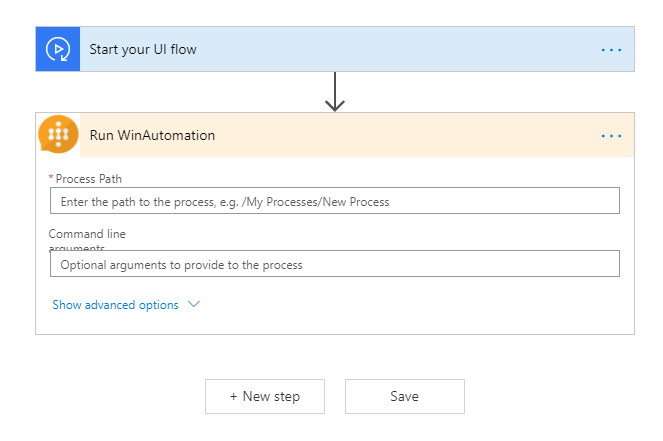 Start your UI flow
Run WinAutomation
* Process Path
Enter the path to the process, e.g. /My Processes/New Process
Command line
arguments
Optional arguments to provide to the process
Show advanced options
+ New step
Save